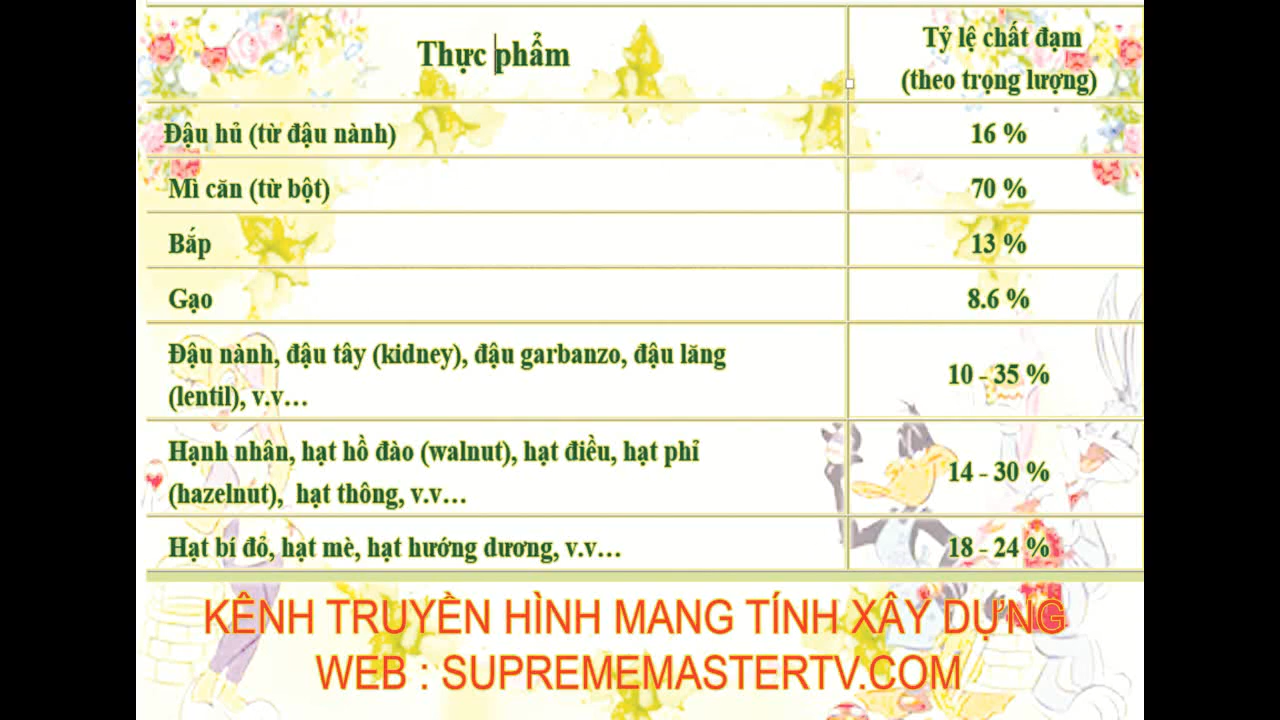 Thực phẩm
Tỷ lệ chất đạm
(theo trọng lượng)
Đậu hủ (từ đậu nành)
16 %
Mì căn (từ bột)
70 %
Bắp
13 %
Gạo
8.6 %
Đậu nành, đậu tây (kidney), đậu garbanzo, đậu lăng
(lentil), v.v…
10 - 35 %
Hạnh nhân, hạt hồ đào (walnut), hạt điều, hạt phỉ
(hazelnut), hạt thông, v.v…
14 - 30 %
Hạt bí đỏ, hạt mè, hạt hướng dương, v.v…
18 - 24 %
KÊNH TRUYỀN HÌNH MANG TÍNH XÂY DỰNG
WEB : SUPREMEMASTERTV.COM